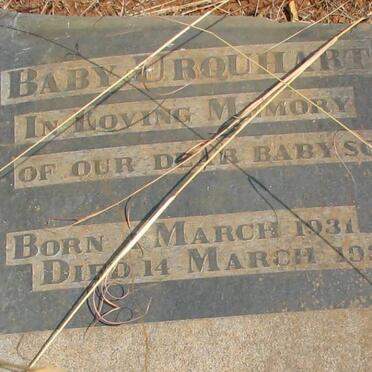 BABY URQUHART
IN LOVING MEMORY
OF OUR DEAR BABY
BORN MARCH 1931
DIED 14 MARCH